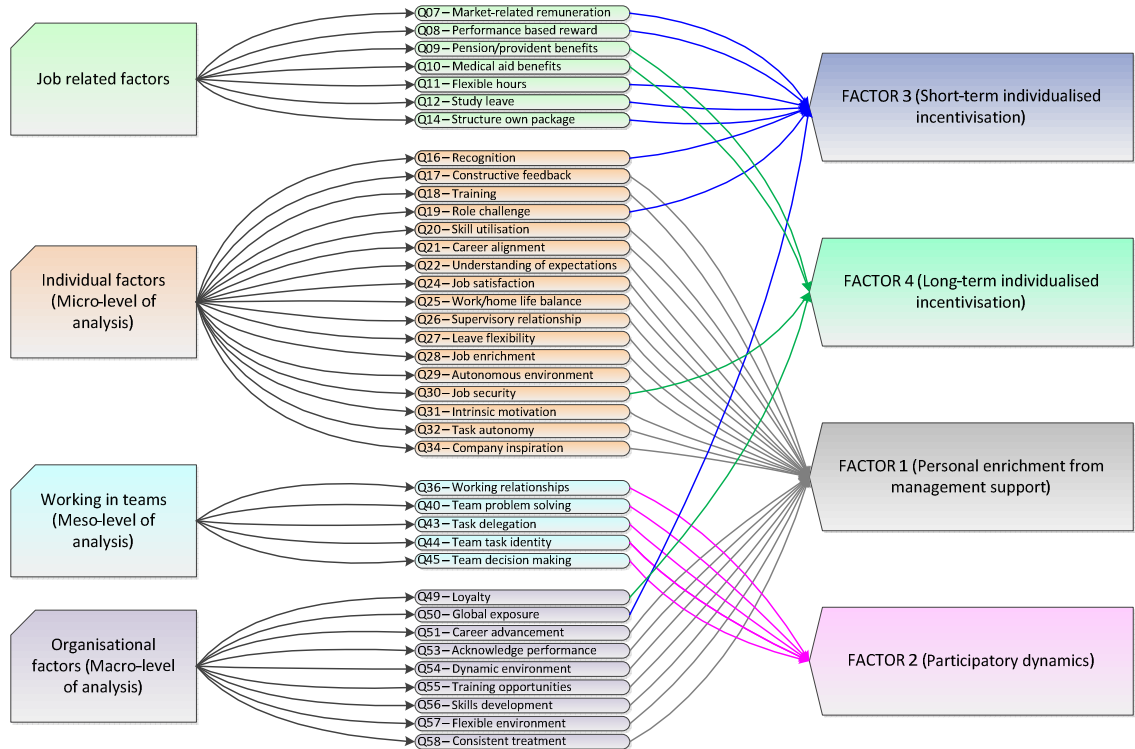 Job related factors
Q07 – Market-related remuneration
Q08 – Performance based reward
Q09 – Pension/provident benefits
Q10 – Medical aid benefits
Q11 – Flexible hours
Q12 – Study leave
Q14 – Structure own package
Individual factors
(Micro-level of
analysis)
Q16 – Recognition
Q17 – Constructive feedback
Q18 – Training
Q19 – Role challenge
Q20 – Skill utilisation
Q21 – Career alignment
Q22 – Understanding of expectations
Q24 – Job satisfaction
Q25 – Work/home life balance
Q26 – Supervisory relationship
Q27 – Leave flexibility
Q28 – Job enrichment
Q29 – Autonomous environment
Q30 – Job security
Q31 – Intrinsic motivation
Q32 – Task autonomy
Q34 – Company inspiration
Working in teams
(Meso-level of
analysis)
Q36 – Working relationships
Q40 – Team problem solving
Q43 – Task delegation
Q44 – Team task identity
Q45 – Team decision making
Organisational
factors (Macro-level
of analysis)
Q49 – Loyalty
Q50 – Global exposure
Q51 – Career advancement
Q53 – Acknowledge performance
Q54 – Dynamic environment
Q55 – Training opportunities
Q56 – Skills development
Q57 – Flexible environment
Q58 – Consistent treatment
FACTOR 3 (Short-term individualised
incentivisation)
FACTOR 4 (Long-term individualised
incentivisation)
FACTOR 1 (Personal enrichment from
management support)
FACTOR 2 (Participatory dynamics)